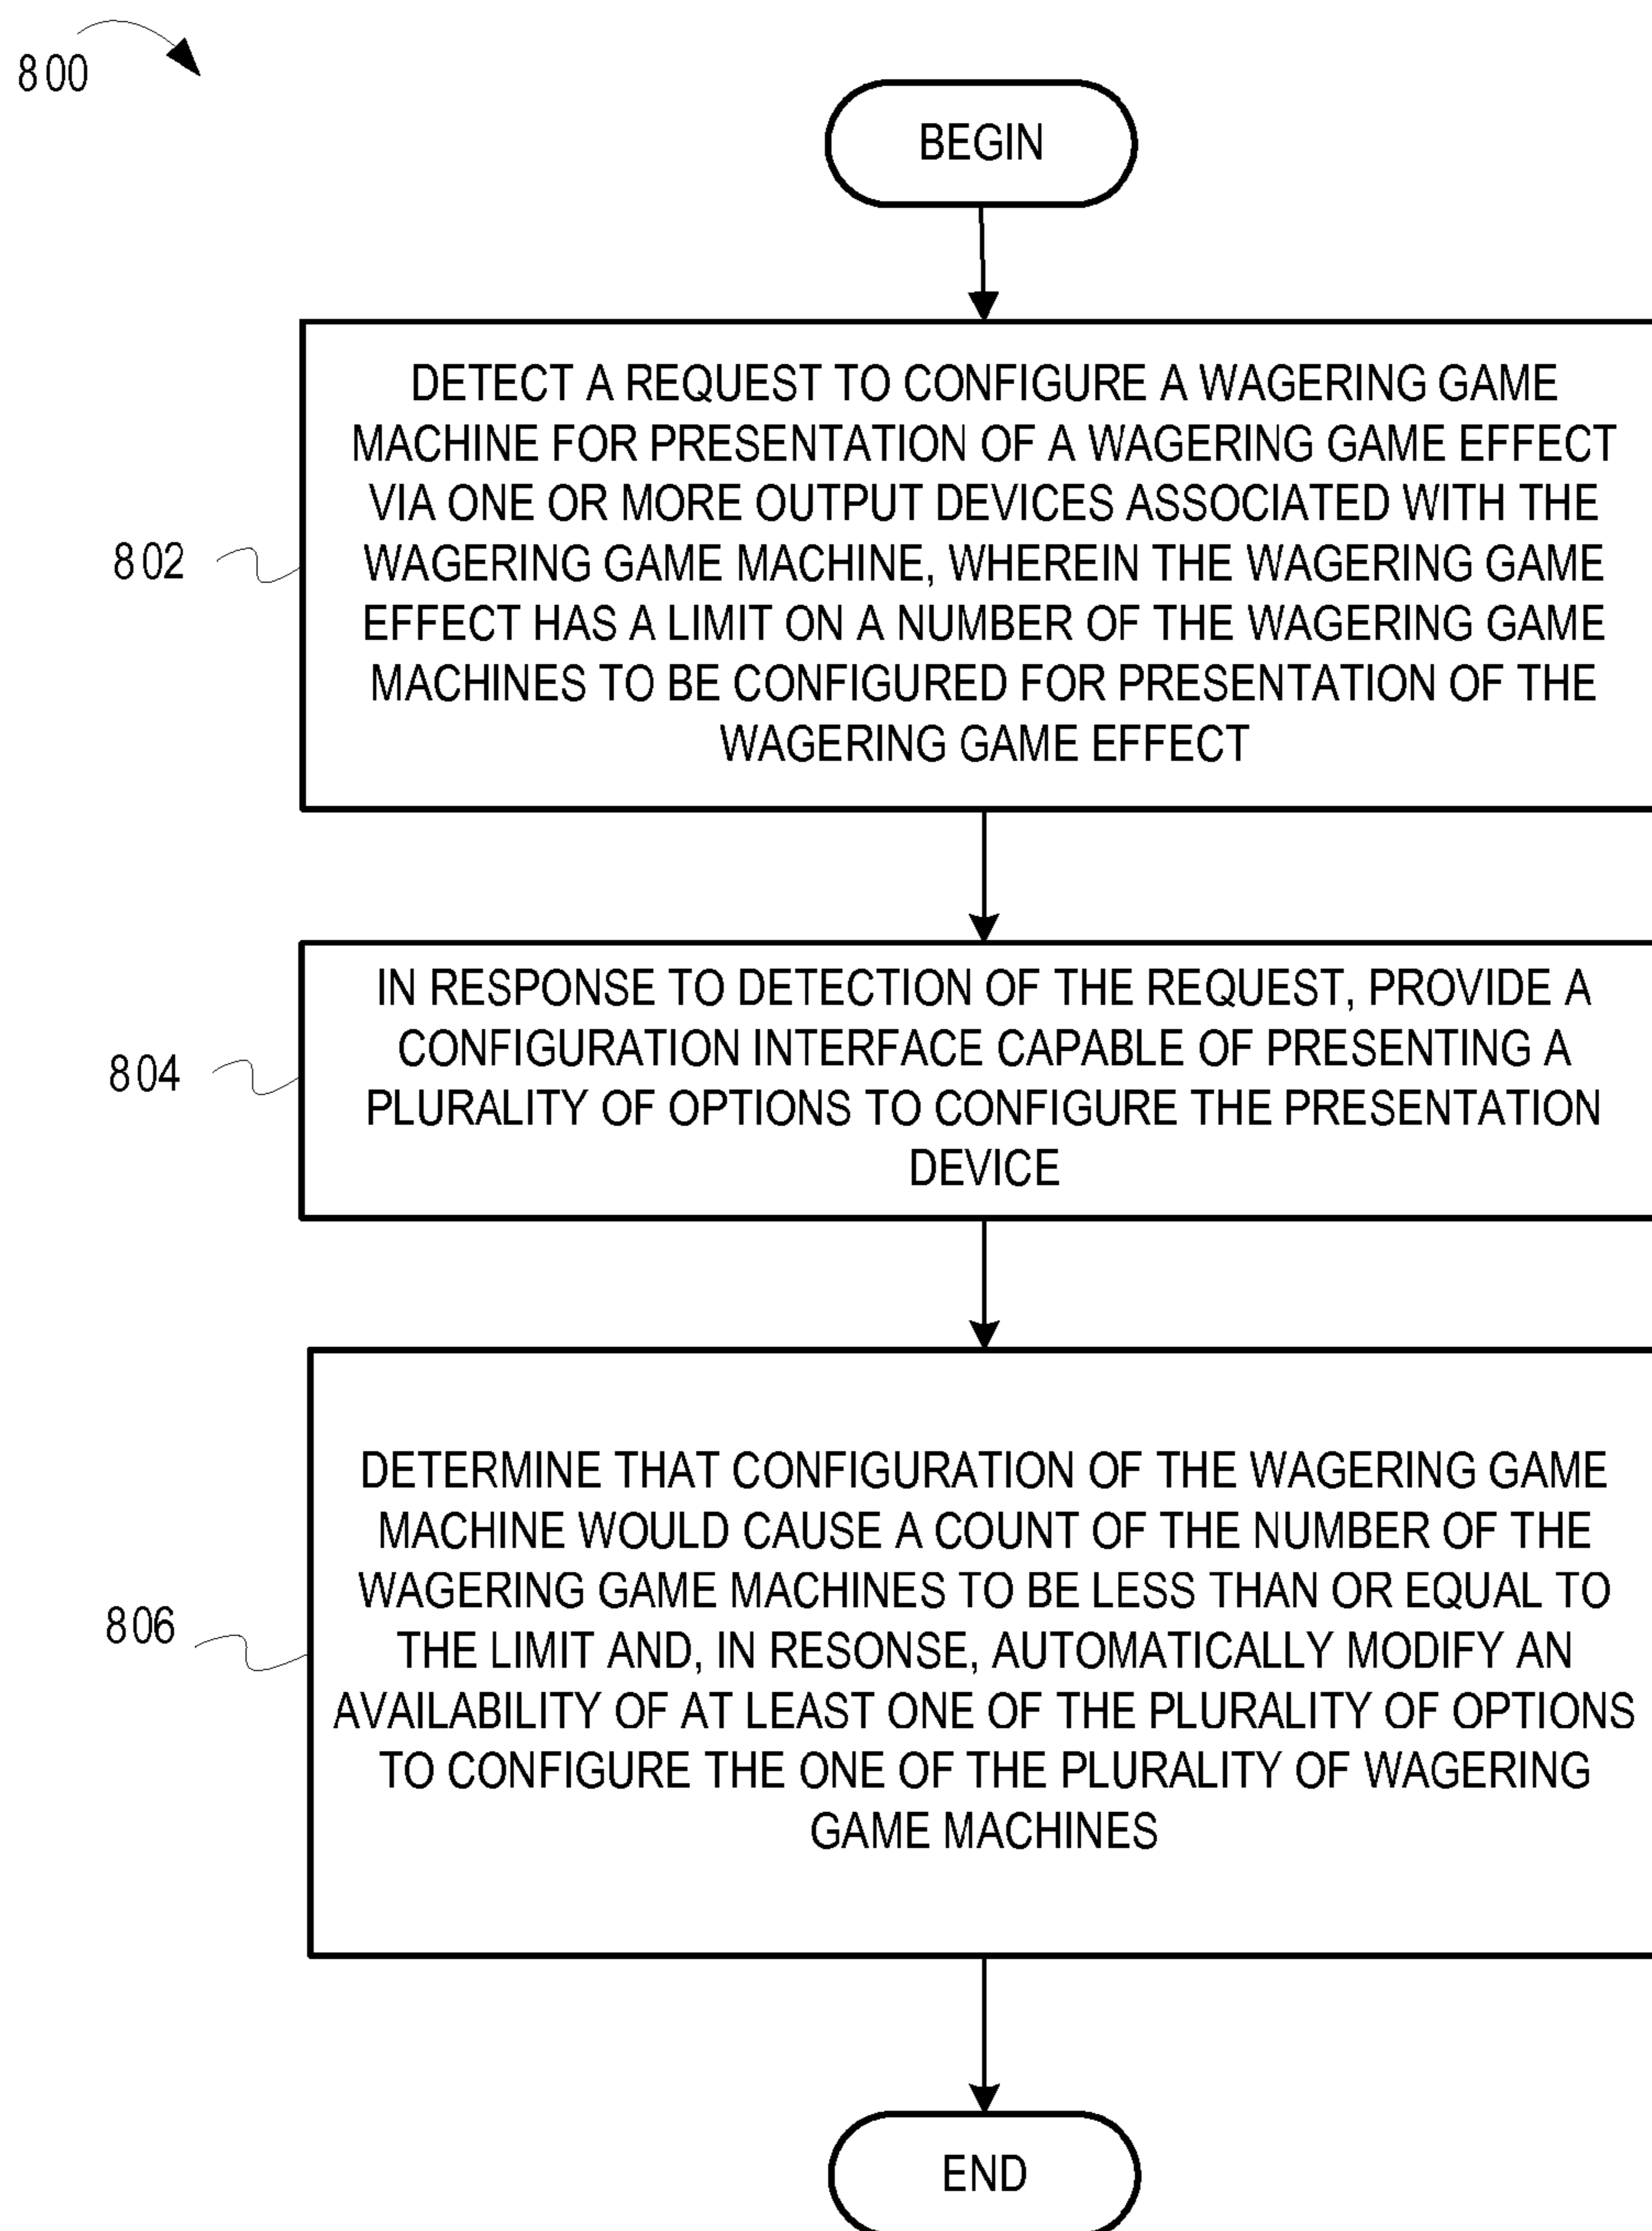 800
BEGIN
DETECT A REQUEST TO CONFIGURE A WAGERING GAME
MACHINE FOR PRESENTATION OF A WAGERING GAME EFFECT
VIA ONE OR MORE OUTPUT DEVICES ASSOCIATED WITH THE
WAGERING GAME MACHINE, WHEREIN THE WAGERING GAME
EFFECT HAS A LIMIT ON A NUMBER OF THE WAGERING GAME
MACHINES TO BE CONFIGURED FOR PRESENTATION OF THE
WAGERING GAME EFFECT
802
IN RESPONSE TO DETECTION OF THE REQUEST, PROVIDE A
CONFIGURATION INTERFACE CAPABLE OF PRESENTING A
PLURALITY OF OPTIONS TO CONFIGURE THE PRESENTATION
DEVICE
804
DETERMINE THAT CONFIGURATION OF THE WAGERING GAME
MACHINE WOULD CAUSE A COUNT OF THE NUMBER OF THE
WAGERING GAME MACHINES TO BE LESS THAN OR EQUAL TO
THE LIMIT AND, IN RESONSE, AUTOMATICALLY MODIFY AN
AVAILABILITY OF AT LEAST ONE OF THE PLURALITY OF OPTIONS
TO CONFIGURE THE ONE OF THE PLURALITY OF WAGERING
GAME MACHINES
806
END